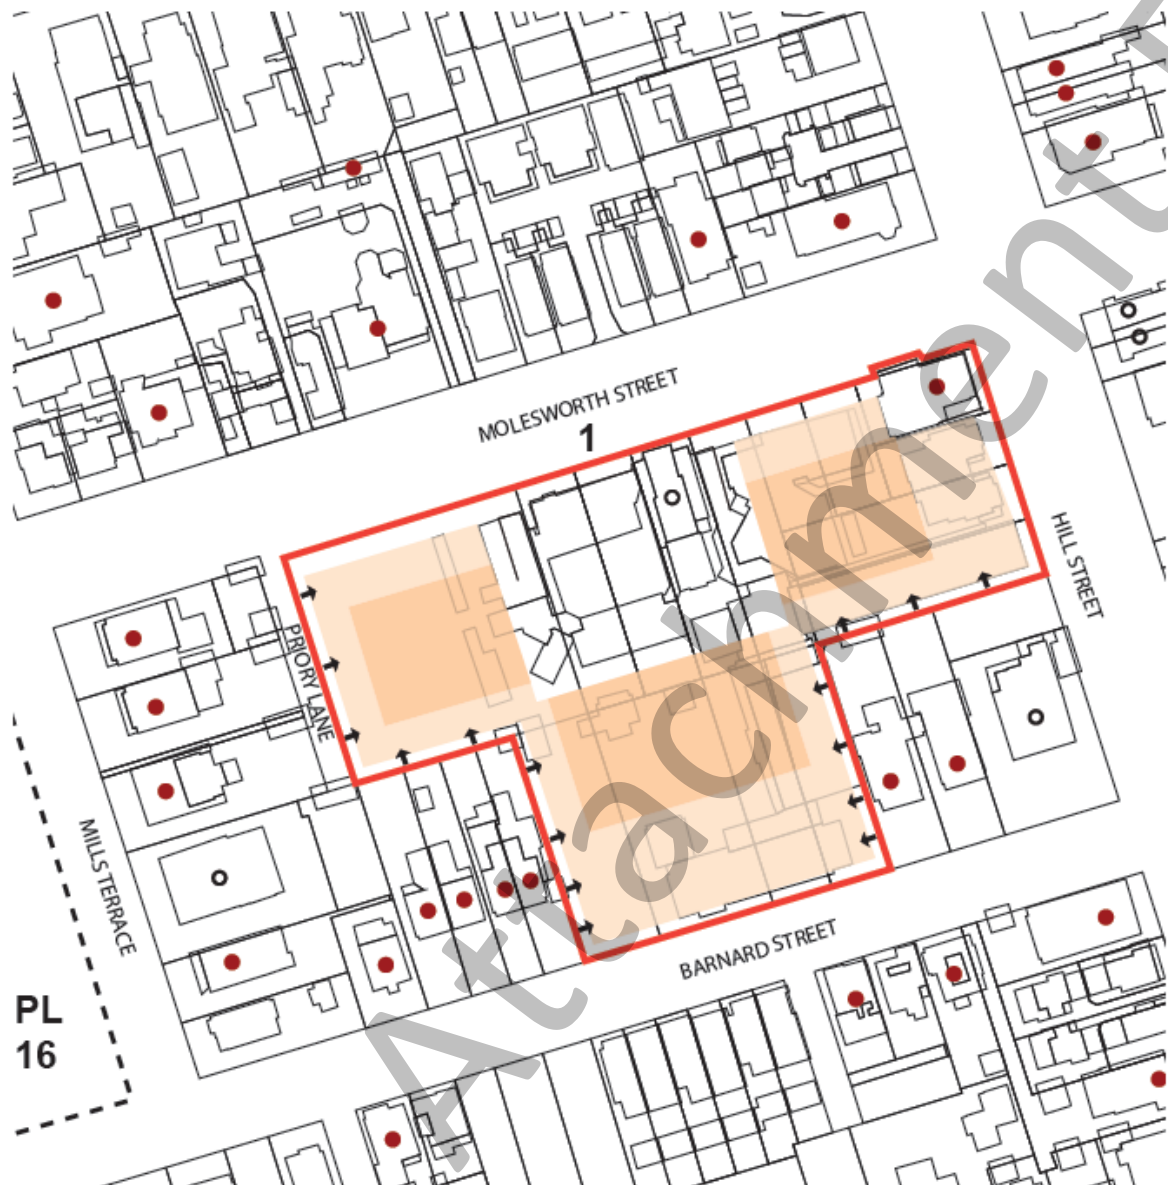 MOLESWORTH STREET
1
HILL STREET
PRIORY LANE
MILLS TERRACE
BARNARD STREET
PL
16
Attachment